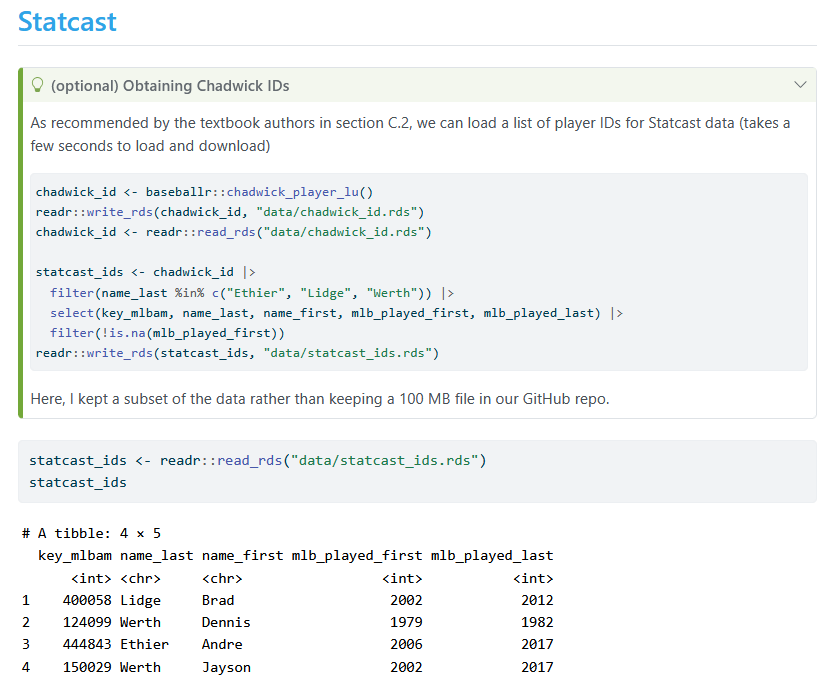 Statcast
(optional) Obtaining Chadwick IDs
As recommended by the textbook authors in section C.2, we can load a list of player IDs for Statcast data (takes a
few seconds to load and download)
chadwick_id <- baseballr::chadwick_player_lu()
readr::write_rds(chadwick_id, "data/chadwick_id.rds")
chadwick_id <- readr::read_rds("data/chadwick_id.rds")
statcast_ids <- chadwick_id |>
  filter(name_last %in% c("Ethier", "Lidge", "Werth")) |>
  select(key_mlbam, name_last, name_first, mlb_played_first, mlb_played_last) |>
  filter(!is.na(mlb_played_first))
readr::write_rds(statcast_ids, "data/statcast_ids.rds")
Here, I kept a subset of the data rather than keeping a 100 MB file in our GitHub repo.
statcast_ids <- readr::read_rds("data/statcast_ids.rds")
statcast_ids
# A tibble: 4 × 5
  key_mlbam name_last name_first mlb_played_first mlb_played_last
      <int> <chr>     <chr>                 <int>           <int>
1    400058 Lidge     Brad                   2002            2012
2    124099 Werth     Dennis                 1979            1982
3    444843 Ethier    Andre                  2006            2017
4    150029 Werth     Jayson                 2002            2017